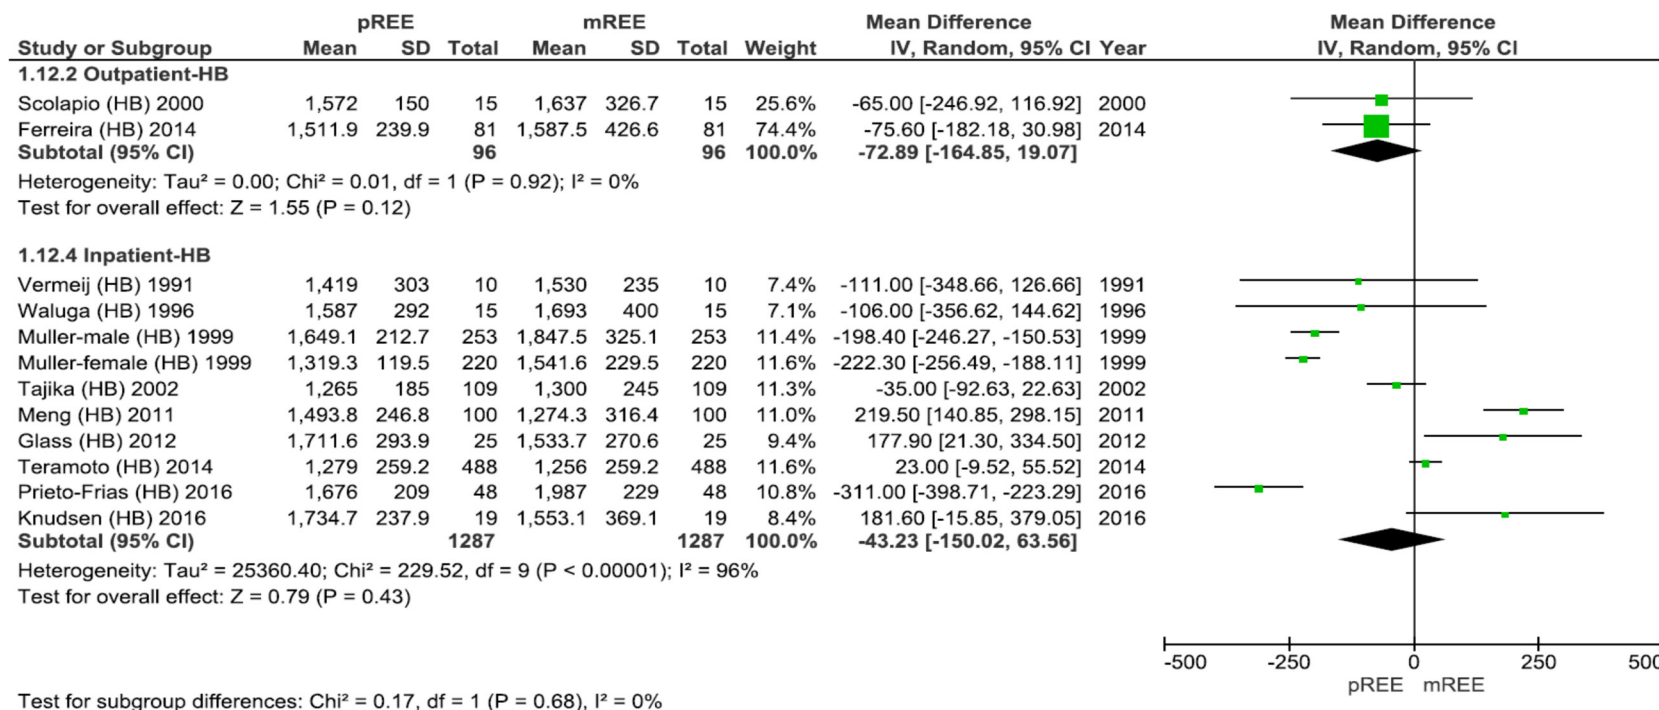 pREE mREE Mean Difference Mean Difference
Study or Subgroup Mean SD Total Mean SD Total Weight IV, Random, 95% CI Year IV, Random, 95% CI
1.12.2 Outpatient-HB
Scolapio (HB) 2000 1,572 150 15 1,637 326.7 15 25.6% -65.00 [-246.92, 116.92] 2000
Ferreira (HB) 2014 1,511.9 239.9 81 1,587.5 426.6 81 74.4% -75.60 [-182.18, 30.98] 2014
Subtotal (95% CI) 96 96 100.0% -72.89 [-164.85, 19.07]
Heterogeneity: Tau² = 0.00; Chi² = 0.01, df = 1 (P = 0.92); I² = 0%
Test for overall effect: Z = 1.55 (P = 0.12)
1.12.4 Inpatient-HB
Vermeij (HB) 1991 1,419 303 10 1,530 235 10 7.4% -111.00 [-348.66, 126.66] 1991
Waluga (HB) 1996 1,587 292 15 1,693 400 15 7.1% -106.00 [-356.62, 144.62] 1996
Muller-male (HB) 1999 1,649.1 212.7 253 1,847.5 325.1 253 11.4% -198.40 [-246.27, -150.53] 1999
Muller-female (HB) 1999 1,319.3 119.5 220 1,541.6 229.5 220 11.6% -222.30 [-256.49, -188.11] 1999
Tajika (HB) 2002 1,265 185 109 1,300 245 109 11.3% -35.00 [-92.63, 22.63] 2002
Meng (HB) 2011 1,493.8 246.8 100 1,274.3 316.4 100 11.0% 219.50 [140.85, 298.15] 2011
Glass (HB) 2012 1,711.6 293.9 25 1,533.7 270.6 25 9.4% 177.90 [21.30, 334.50] 2012
Teramoto (HB) 2014 1,279 259.2 488 1,256 259.2 488 11.6% 23.00 [-9.52, 55.52] 2014
Prieto-Frias (HB) 2016 1,676 209 48 1,987 229 48 10.8% -311.00 [-398.71, -223.29] 2016
Knudsen (HB) 2016 1,734.7 237.9 19 1,553.1 369.1 19 8.4% 181.60 [-15.85, 379.05] 2016
Subtotal (95% CI) 1287 1287 100.0% -43.23 [-150.02, 63.56]
Heterogeneity: Tau² = 25360.40; Chi² = 229.52, df = 9 (P < 0.00001); I² = 96%
Test for overall effect: Z = 0.79 (P = 0.43)
-500 -250 0 250 500
pREE mREE
Test for subgroup differences: Chi² = 0.17, df = 1 (P = 0.68), I² = 0%